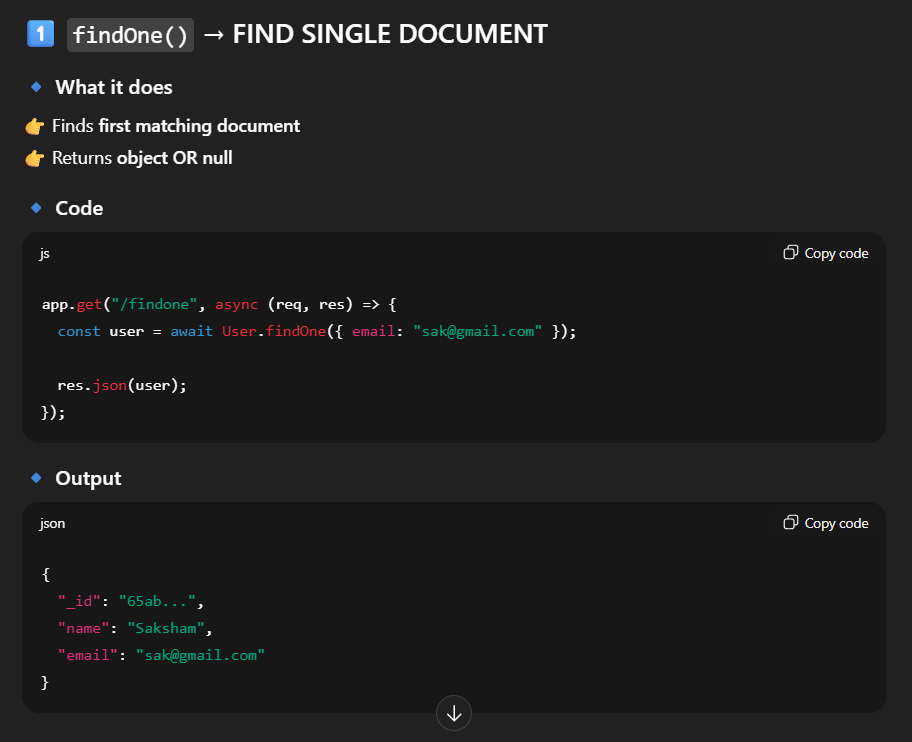 1 findOne() → FIND SINGLE DOCUMENT
🔹 What it does
👉 Finds first matching document
👉 Returns object OR null
🔹 Code
js
Copy code
app.get("/findone", async (req, res) => {
  const user = await User.findOne({ email: "sak@gmail.com" });
  res.json(user);
});
🔹 Output
json
Copy code
{
  "_id": "65ab...",
  "name": "Saksham",
  "email": "sak@gmail.com"
}